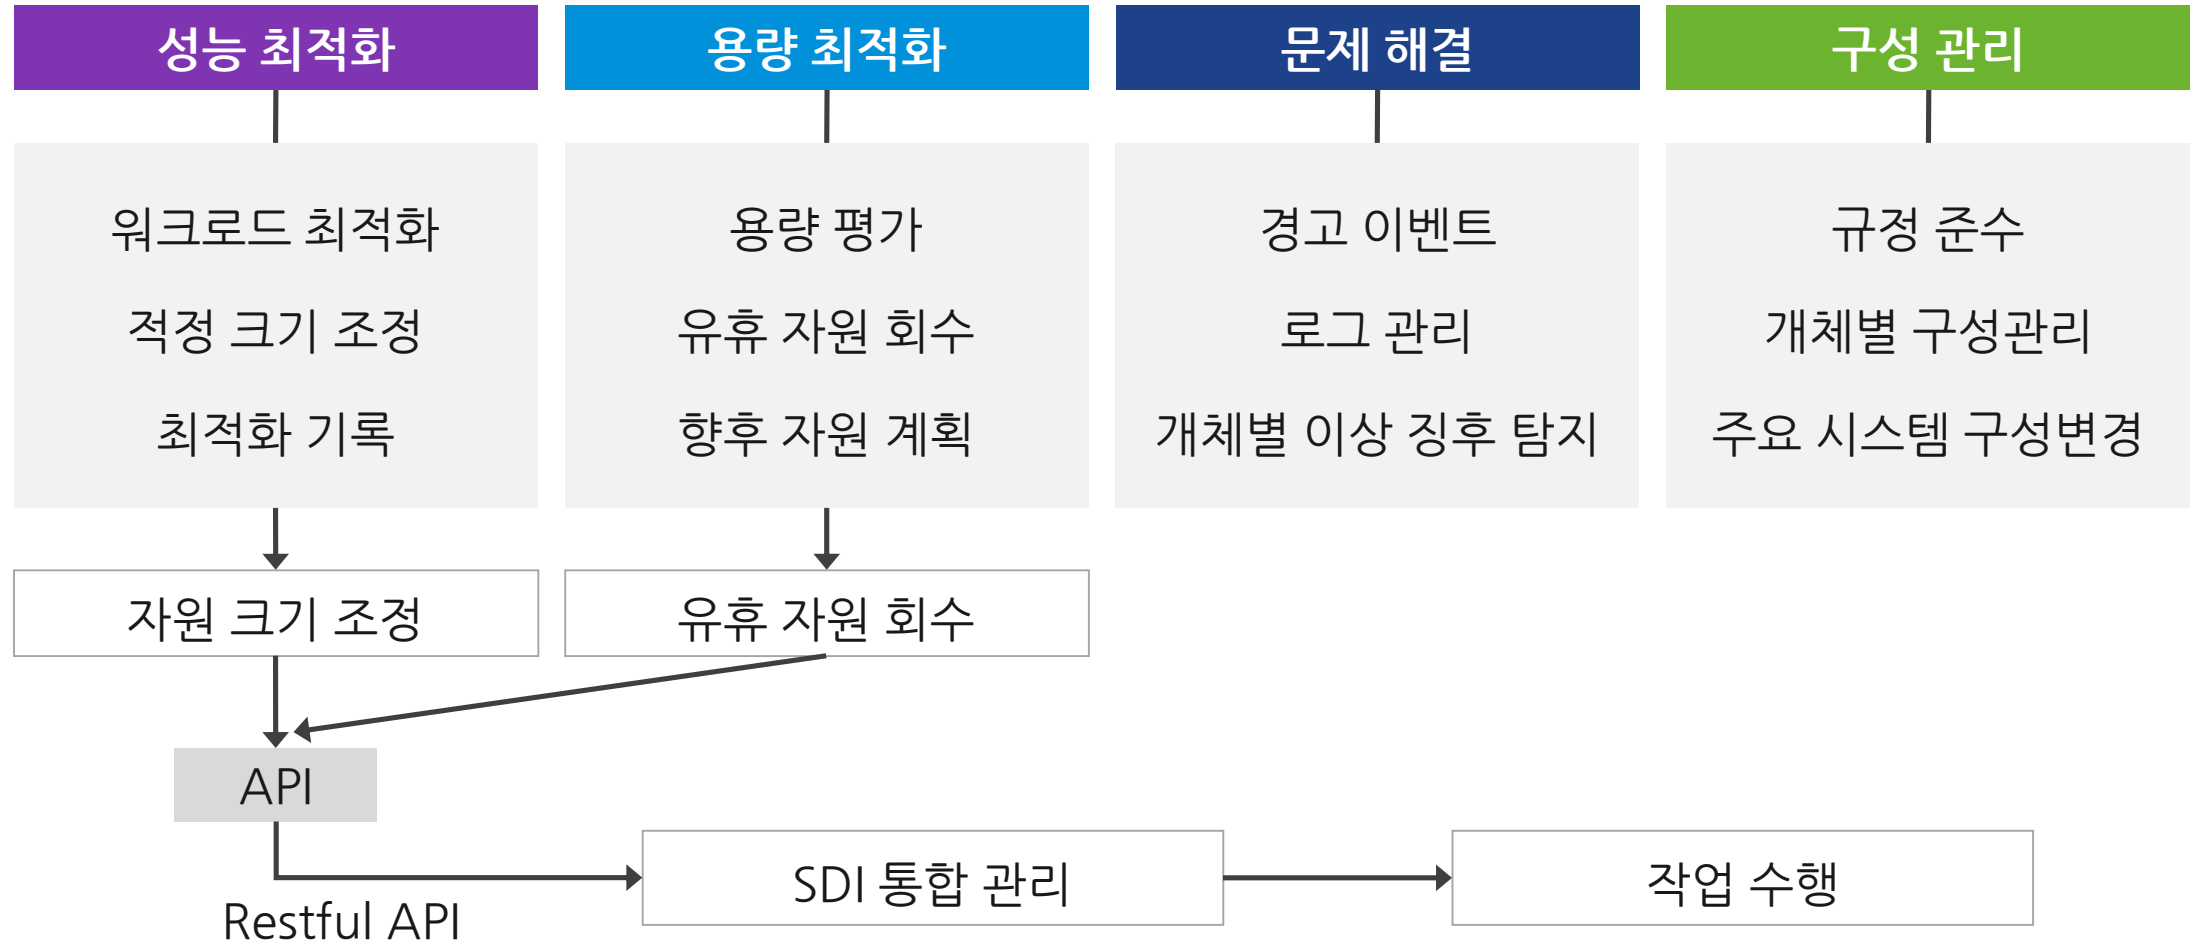 성능 최적화
용량 최적화
문제 해결
구성 관리
워크로드 최적화
적정 크기 조정
최적화 기록
용량 평가
유휴 자원 회수
향후 자원 계획
경고 이벤트
로그 관리
개체별 이상 징후 탐지
규정 준수
개체별 구성관리
주요 시스템 구성변경
자원 크기 조정
유휴 자원 회수
API
Restful API
SDI 통합 관리
작업 수행